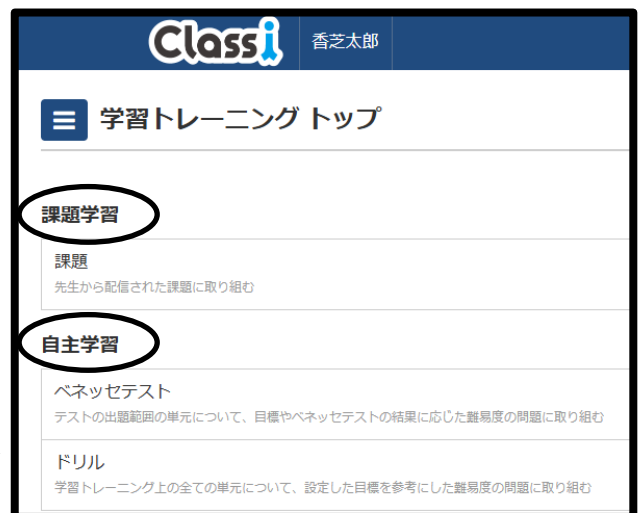 Classi 香芝太郎
学習トレーニング トップ
課題学習
課題
先生から配信された課題に取り組む
自主学習
ベネッセテスト
テストの出題範囲の単元について、目標やベネッセテストの結果に応じた難易度の問題に取り組む
ドリル
学習トレーニング上の全ての単元について、設定した目標を参考にした難易度の問題に取り組む